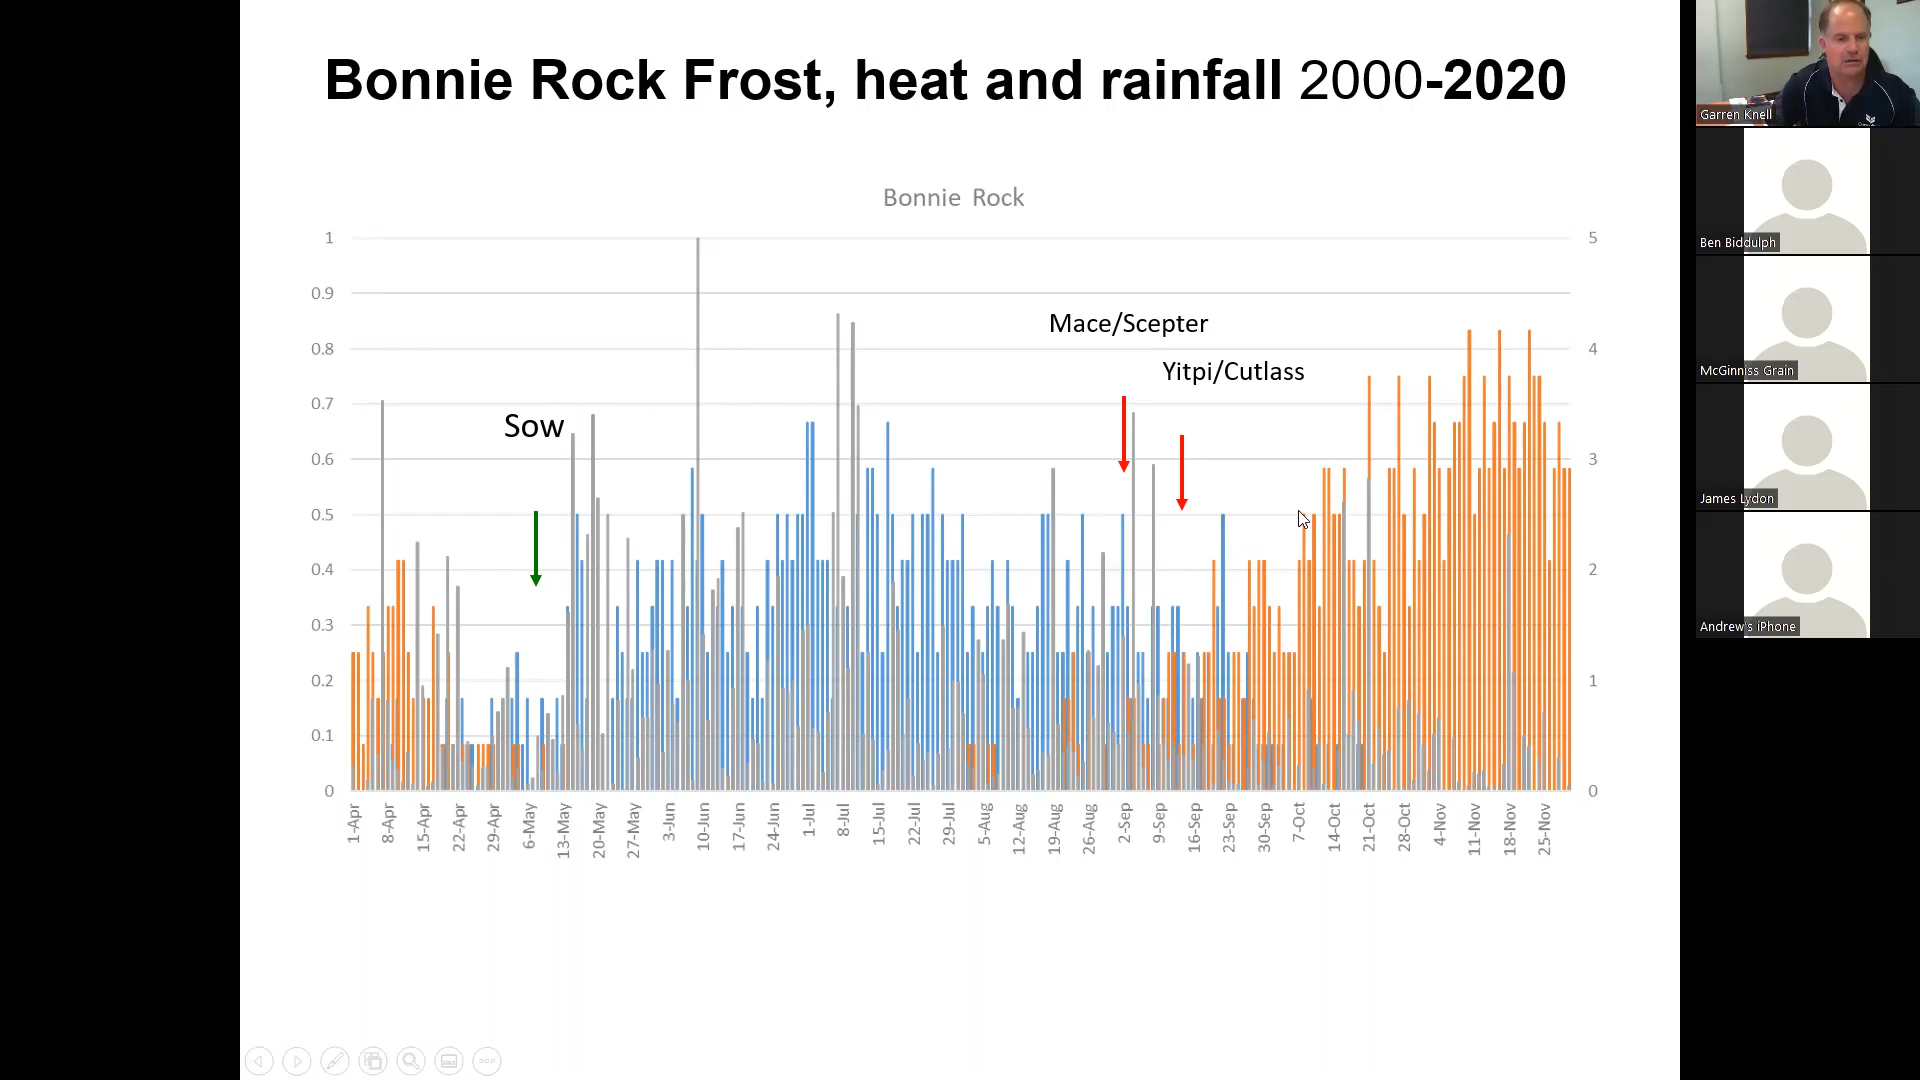 Bonnie Rock Frost, heat and rainfall 2000-2020
Bonnie Rock
1
0.9
0.8
0.7
0.6
0.5
0.4
0.3
0.2
0.1
0
5
4
3
2
1
0
Mace/Scepter
Yitpi/Cutlass
Sow
1-Apr
8-Apr
15-Apr
22-Apr
29-Apr
6-May
13-May
20-May
27-May
3-Jun
10-Jun
17-Jun
24-Jun
1-Jul
8-Jul
15-Jul
22-Jul
29-Jul
5-Aug
12-Aug
19-Aug
26-Aug
2-Sep
9-Sep
16-Sep
23-Sep
30-Sep
7-Oct
14-Oct
21-Oct
28-Oct
4-Nov
11-Nov
18-Nov
25-Nov
Garren Knell
Ben Biddulph
McGinniss Grain
James Lydon
Andrew's iPhone